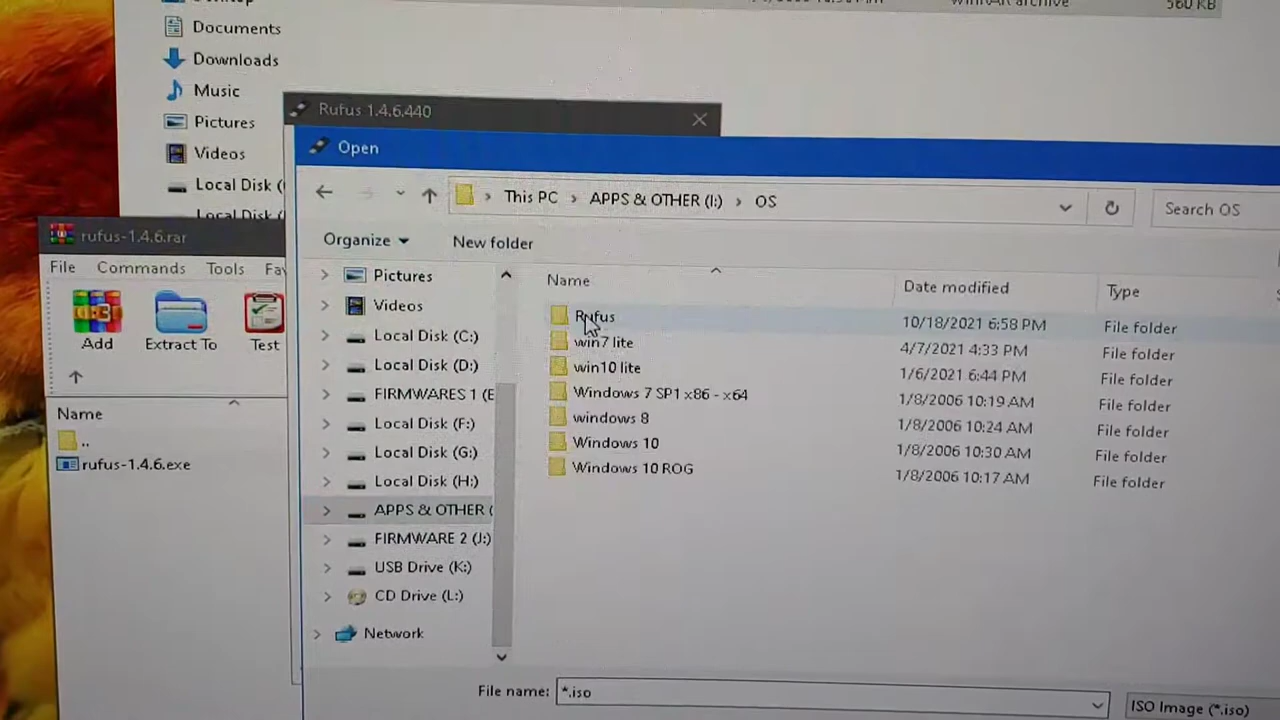 Documents
Downloads
Music
Pictures
Videos
Local Disk (
Local Disk (
WinRAR archive
560 KB
Rufus 1.4.6.440
Open
This PC > APPS & OTHER (I:) > OS
Search OS
Organize
New folder
rufus-1.4.6.rar
File Commands Tools Fav
Add
Extract To
Test
Name
..
rufus-1.4.6.exe
Pictures
Videos
Local Disk (C:)
Local Disk (D:)
FIRMWARES 1 (E
Local Disk (F:)
Local Disk (G:)
Local Disk (H:)
APPS & OTHER (
FIRMWARE 2 (J:)
USB Drive (K:)
CD Drive (L:)
Network
Name Date modified Type
Rufus 10/18/2021 6:58 PM File folder
win7 lite 4/7/2021 4:33 PM File folder
win10 lite 1/6/2021 6:44 PM File folder
Windows 7 SP1 x86 - x64 1/8/2006 10:19 AM File folder
windows 8 1/8/2006 10:24 AM File folder
Windows 10 1/8/2006 10:30 AM File folder
Windows 10 ROG 1/8/2006 10:17 AM File folder
File name: *.iso
ISO Image (*.iso)